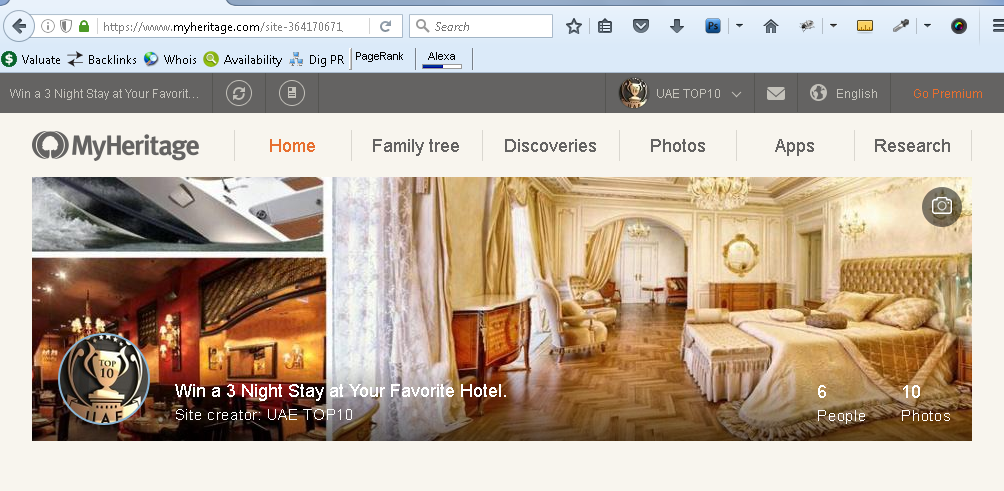 https://www.myheritage.com/site-364170671
Search
Valuate Backlinks Whois Availability Dig PR PageRank Alexa
Win a 3 Night Stay at Your Favorit...
UAE TOP10
English
Go Premium
MyHeritage
Home Family tree Discoveries Photos Apps Research
TOP
10
UAE
Win a 3 Night Stay at Your Favorite Hotel.
Site creator: UAE TOP10
6 10
People Photos